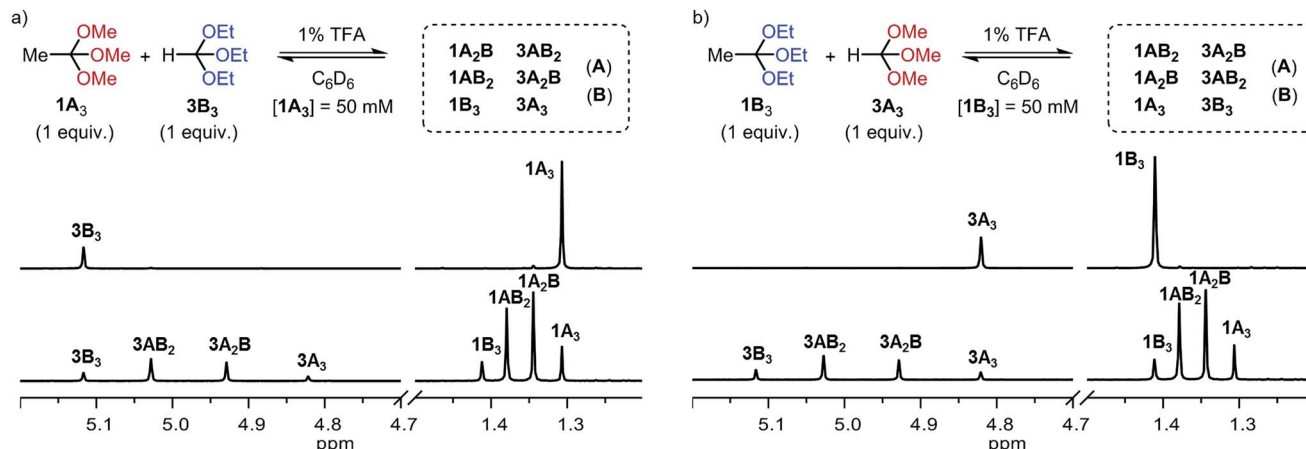 a)
OMe
Me
OMe
OMe
1A₃
(1 equiv.)
+
OEt
H
OEt
OEt
3B₃
(1 equiv.)
1% TFA
C₆D₆
[1A₃] = 50 mM
1A₂B 3AB₂
1AB₂ 3A₂B
1B₃ 3A₃
(A)
(B)
1A₃
3B₃
1A₂B
1AB₂
1B₃
1A₃
3B₃
3AB₂
3A₂B
3A₃
5.1 5.0 4.9 4.8 4.7 1.4 1.3
ppm
b)
OEt
Me
OEt
OEt
1B₃
(1 equiv.)
+
OMe
H
OMe
OMe
3A₃
(1 equiv.)
1% TFA
C₆D₆
[1B₃] = 50 mM
1AB₂ 3A₂B
1A₂B 3AB₂
1A₃ 3B₃
(A)
(B)
1B₃
3A₃
1A₂B
1AB₂
1B₃
1A₃
3B₃
3AB₂
3A₂B
3A₃
5.1 5.0 4.9 4.8 4.7 1.4 1.3
ppm